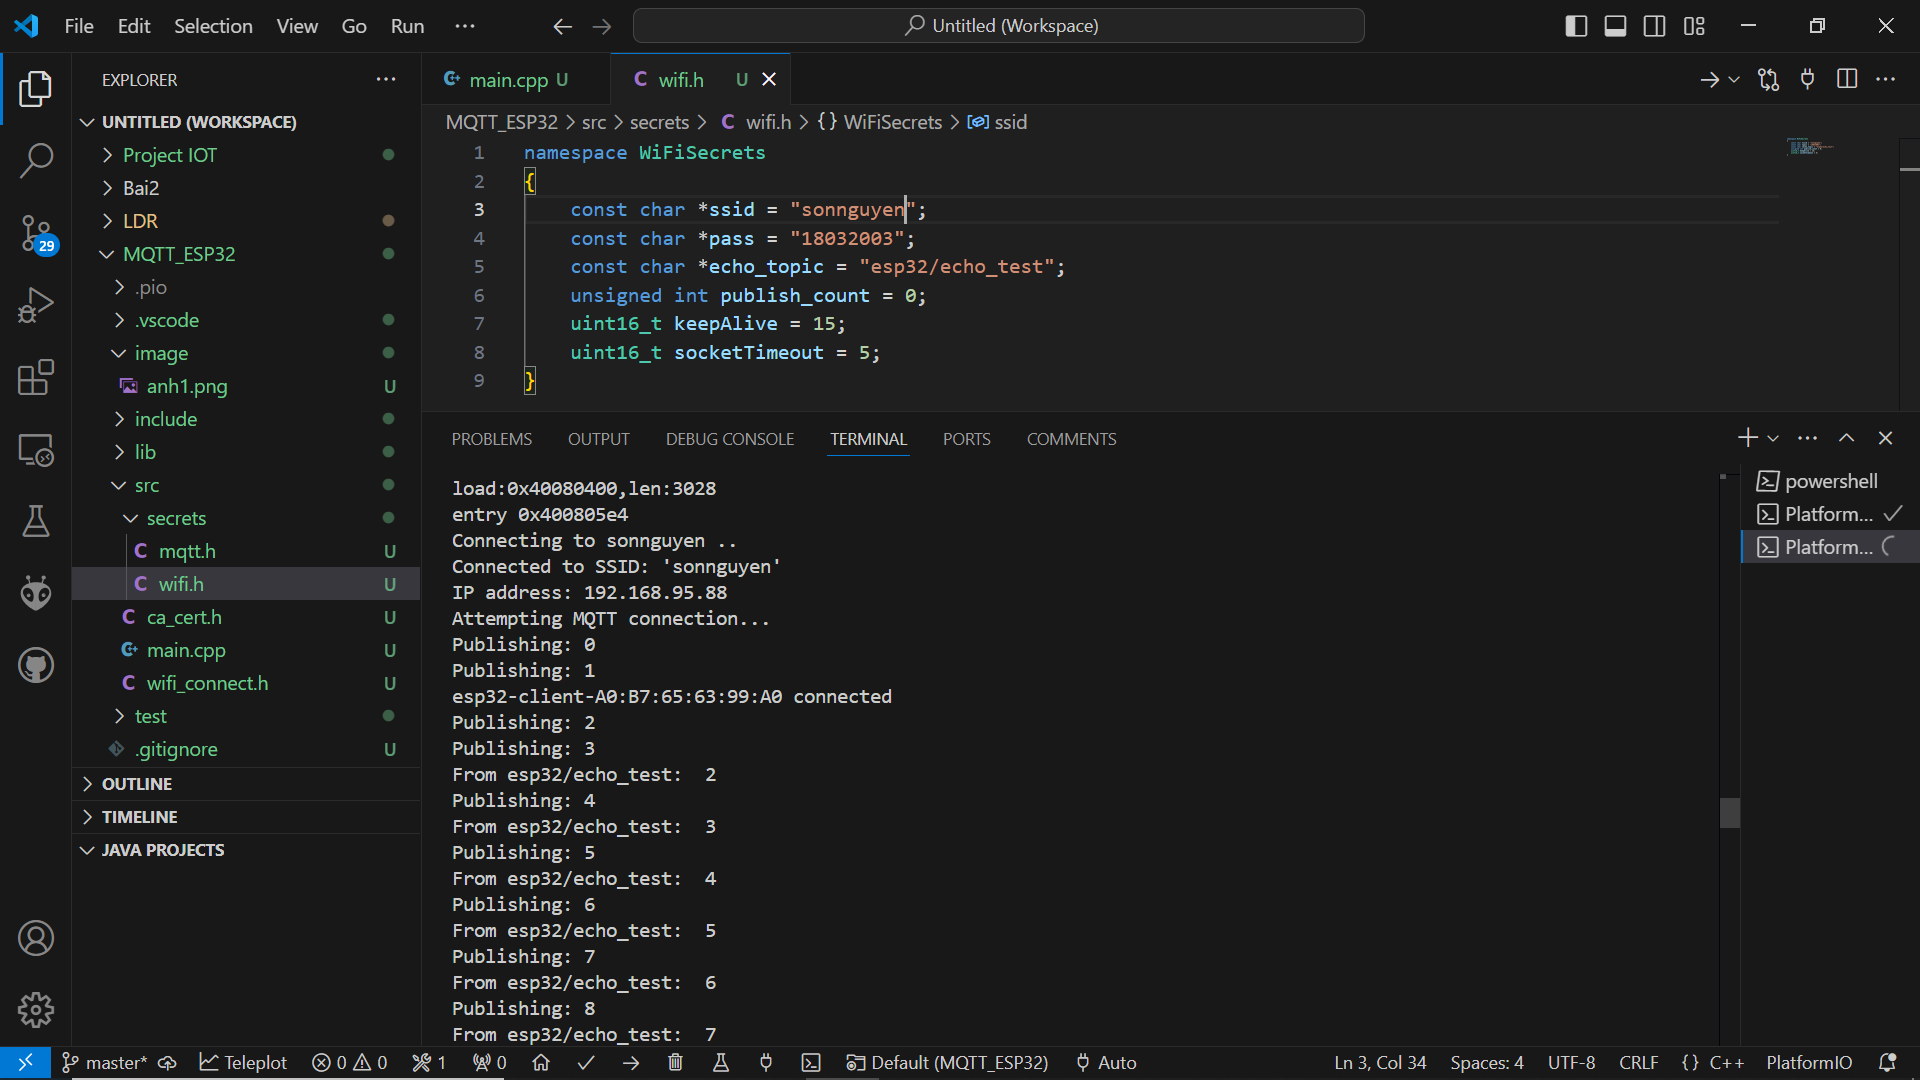 File Edit Selection View Go Run ··· Untitled (Workspace)
EXPLORER ···
UNTITLED (WORKSPACE)
Project IOT
Bai2
LDR
MQTT_ESP32
.pio
.vscode
image
anh1.png U
include
lib
src
secrets
mqtt.h U
wifi.h U
ca_cert.h U
main.cpp U
wifi_connect.h U
test
.gitignore U
OUTLINE
TIMELINE
JAVA PROJECTS
29
main.cpp U wifi.h U
MQTT_ESP32 > src > secrets > C wifi.h > {} WiFiSecrets > ssid
1 namespace WiFiSecrets
2 {
3 const char *ssid = "sonnguyen";
4 const char *pass = "18032003";
5 const char *echo_topic = "esp32/echo_test";
6 unsigned int publish_count = 0;
7 uint16_t keepAlive = 15;
8 uint16_t socketTimeout = 5;
9 }
PROBLEMS OUTPUT DEBUG CONSOLE TERMINAL PORTS COMMENTS
load:0x40080400,len:3028
entry 0x400805e4
Connecting to sonnguyen ..
Connected to SSID: 'sonnguyen'
IP address: 192.168.95.88
Attempting MQTT connection...
Publishing: 0
Publishing: 1
esp32-client-A0:B7:65:63:99:A0 connected
Publishing: 2
Publishing: 3
From esp32/echo_test:  2
Publishing: 4
From esp32/echo_test:  3
Publishing: 5
From esp32/echo_test:  4
Publishing: 6
From esp32/echo_test:  5
Publishing: 7
From esp32/echo_test:  6
Publishing: 8
From esp32/echo_test:  7
powershell
Platform...
Platform...
master* Teleplot 0 0 1 0 Default (MQTT_ESP32) Auto Ln 3, Col 34 Spaces: 4 UTF-8 CRLF {} C++ PlatformIO